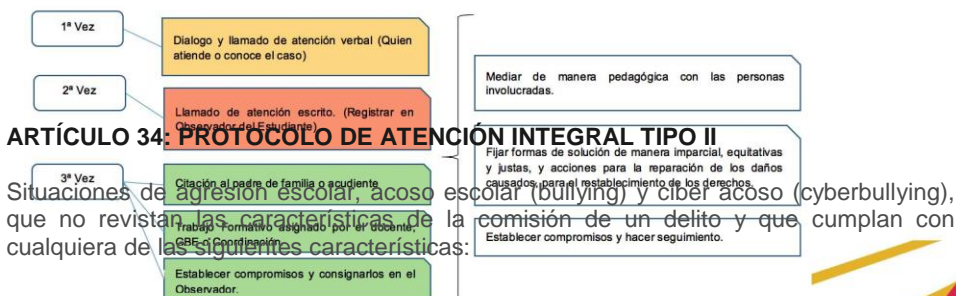 1ª Vez
Dialogo y llamado de atención verbal (Quien
atiende o conoce el caso)
2ª Vez
Llamado de atención escrito. (Registrar en
Observador del Estudiante)
3ª Vez
Citación al padre de familia o acudiente
Trabajo Formativo asignado por el docente,
CBE o Coordinación
Establecer compromisos y consignarlos en el
Observador.
Mediar de manera pedagógica con las personas
involucradas.
Fijar formas de solución de manera imparcial, equitativas
y justas, y acciones para la reparación de los daños
causados, para el restablecimiento de los derechos.
Establecer compromisos y hacer seguimiento.
ARTÍCULO 34: PROTOCOLO DE ATENCIÓN INTEGRAL TIPO II
Situaciones de agresión escolar, acoso escolar (bullying) y ciber acoso (cyberbullying),
que no revistan las características de la comisión de un delito y que cumplan con
cualquiera de las siguientes características: